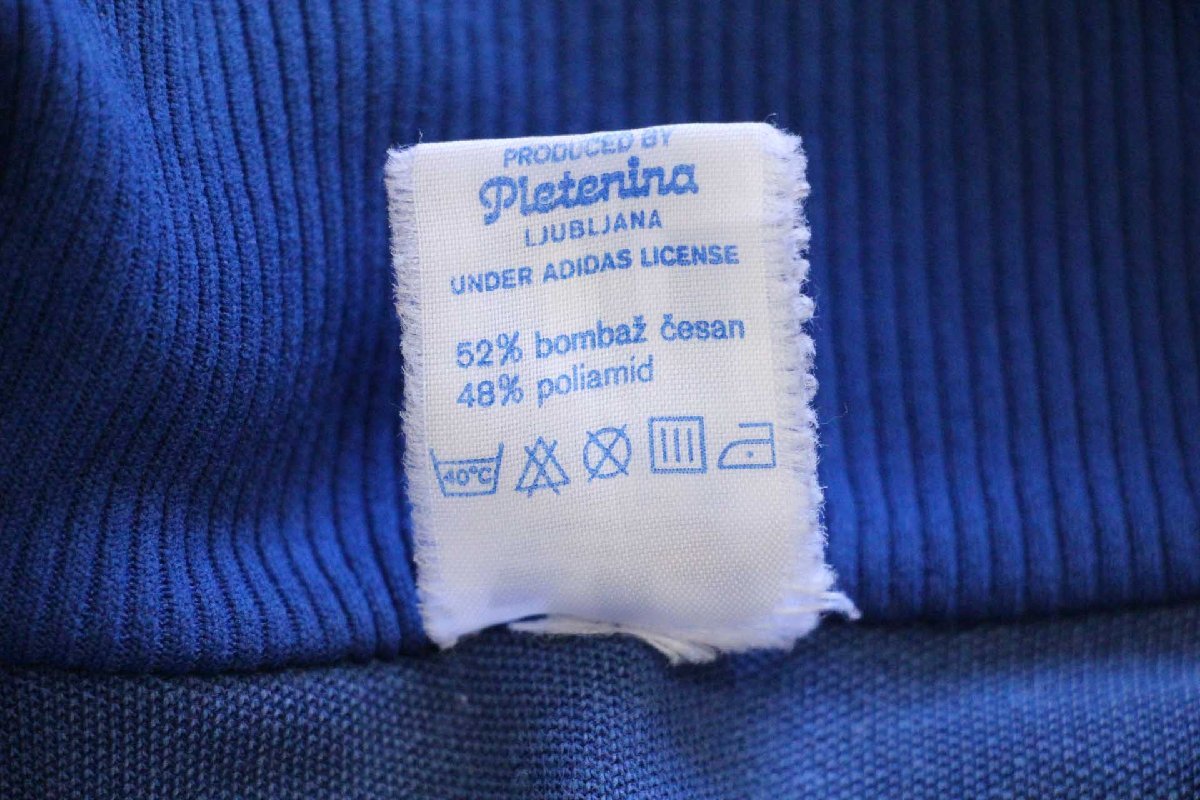 PRODUCED BY
Pletenina
LJUBLJANA
UNDER ADIDAS LICENSE
52% bombaž česan
48% poliamid
40°C